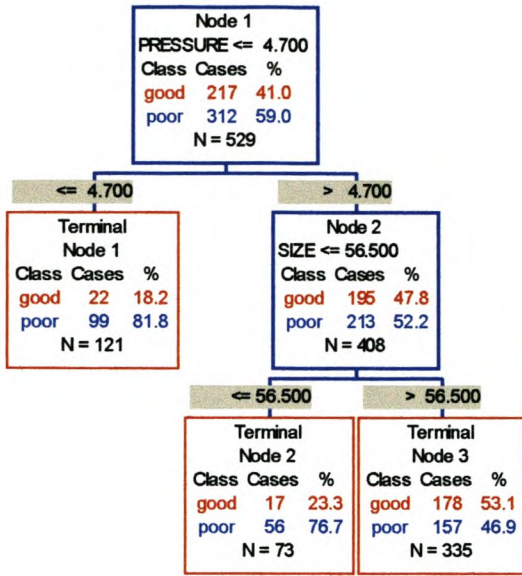 Node 1
PRESSURE <= 4.700
Class Cases %
good 217 41.0
poor 312 59.0
N = 529
<= 4.700
> 4.700
Terminal
Node 1
Class Cases %
good 22 18.2
poor 99 81.8
N = 121
Node 2
SIZE <= 56.500
Class Cases %
good 195 47.8
poor 213 52.2
N = 408
<= 56.500
> 56.500
Terminal
Node 2
Class Cases %
good 17 23.3
poor 56 76.7
N = 73
Terminal
Node 3
Class Cases %
good 178 53.1
poor 157 46.9
N = 335